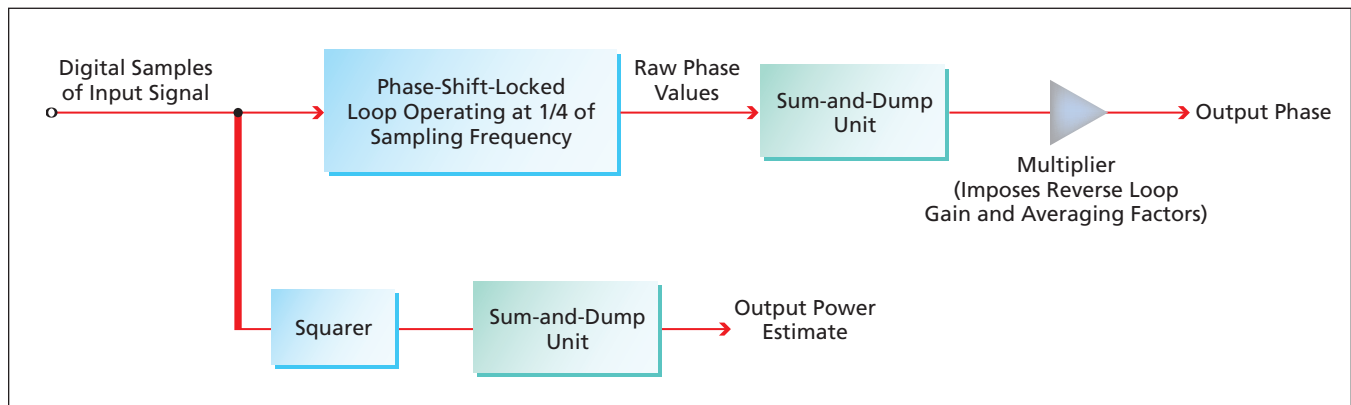 Digital Samples
of Input Signal
Phase-Shift-Locked
Loop Operating at 1/4 of
Sampling Frequency
Raw Phase
Values
Sum-and-Dump
Unit
Output Phase
Multiplier
(Imposes Reverse Loop
Gain and Averaging Factors)
Squarer
Sum-and-Dump
Unit
Output Power
Estimate